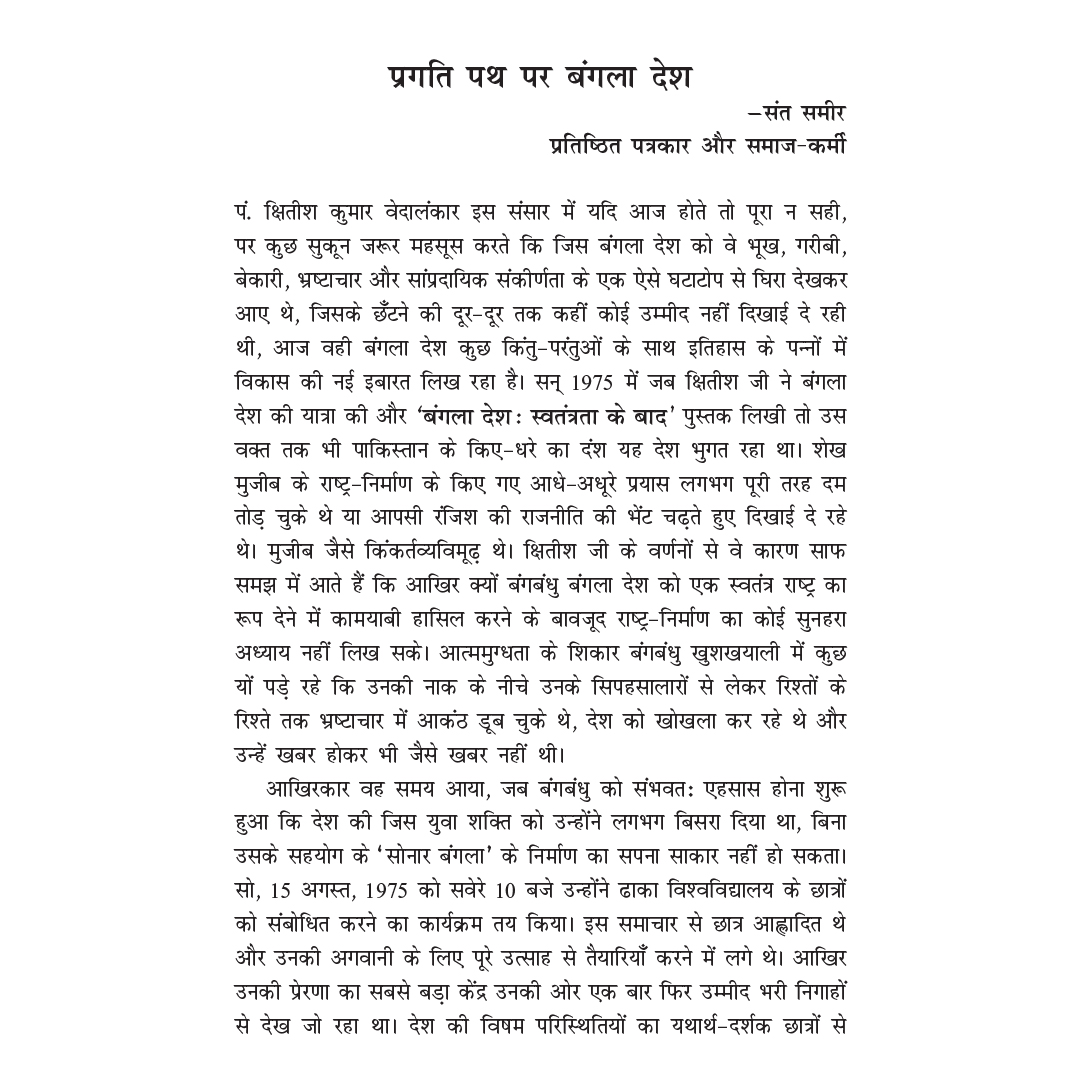 प्रगति पथ पर बंगला देश
–संत समीर
प्रतिष्ठित पत्रकार और समाज-कर्मी
पं. क्षितीश कुमार वेदालंकार इस संसार में यदि आज होते तो पूरा न सही,
पर कुछ सुकून जरूर महसूस करते कि जिस बंगला देश को वे भूख, गरीबी,
बेकारी, भ्रष्टाचार और सांप्रदायिक संकीर्णता के एक ऐसे घटाटोप से घिरा देखकर
आए थे, जिसके छँटने की दूर-दूर तक कहीं कोई उम्मीद नहीं दिखाई दे रही
थी, आज वही बंगला देश कुछ किंतु-परंतुओं के साथ इतिहास के पन्नों में
विकास की नई इबारत लिख रहा है। सन् 1975 में जब क्षितीश जी ने बंगला
देश की यात्रा की और ‘बंगला देश: स्वतंत्रता के बाद’ पुस्तक लिखी तो उस
वक्त तक भी पाकिस्तान के किए-धरे का दंश यह देश भुगत रहा था। शेख
मुजीब के राष्ट्र-निर्माण के किए गए आधे-अधूरे प्रयास लगभग पूरी तरह दम
तोड़ चुके थे या आपसी रंजिश की राजनीति की भेंट चढ़ते हुए दिखाई दे रहे
थे। मुजीब जैसे किंकर्तव्यविमूढ़ थे। क्षितीश जी के वर्णनों से वे कारण साफ
समझ में आते हैं कि आखिर क्यों बंगबंधु बंगला देश को एक स्वतंत्र राष्ट्र का
रूप देने में कामयाबी हासिल करने के बावजूद राष्ट्र-निर्माण का कोई सुनहरा
अध्याय नहीं लिख सके। आत्ममुग्धता के शिकार बंगबंधु खुशखयाली में कुछ
यों पड़े रहे कि उनकी नाक के नीचे उनके सिपहसालारों से लेकर रिश्तों के
रिश्ते तक भ्रष्टाचार में आकंठ डूब चुके थे, देश को खोखला कर रहे थे और
उन्हें खबर होकर भी जैसे खबर नहीं थी।
आखिरकार वह समय आया, जब बंगबंधु को संभवत: एहसास होना शुरू
हुआ कि देश की जिस युवा शक्ति को उन्होंने लगभग बिसरा दिया था, बिना
उसके सहयोग के ‘सोनार बंगला’ के निर्माण का सपना साकार नहीं हो सकता।
सो, 15 अगस्त, 1975 को सवेरे 10 बजे उन्होंने ढाका विश्वविद्यालय के छात्रों
को संबोधित करने का कार्यक्रम तय किया। इस समाचार से छात्र आह्लादित थे
और उनकी अगवानी के लिए पूरे उत्साह से तैयारियाँ करने में लगे थे। आखिर
उनकी प्रेरणा का सबसे बड़ा केंद्र उनकी ओर एक बार फिर उम्मीद भरी निगाहों
से देख जो रहा था। देश की विषम परिस्थितियों का यथार्थ-दर्शक छात्रों से